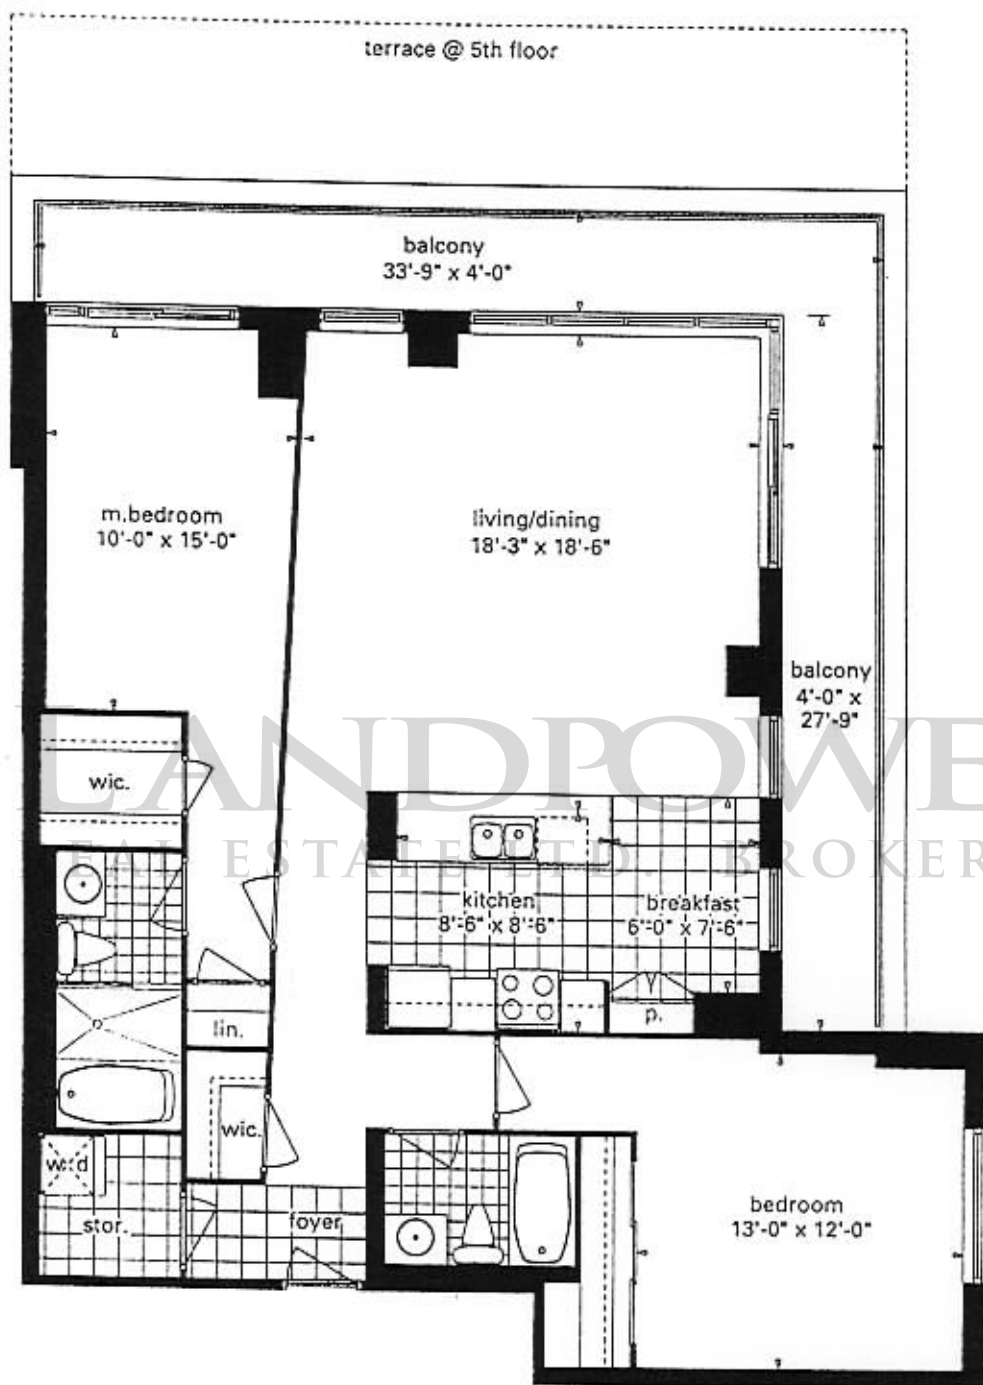 terrace @ 5th floor
balcony
33'-9" x 4'-0"
m.bedroom
10'-0" x 15'-0"
living/dining
18'-3" x 18'-6"
balcony
4'-0" x
27'-9"
LANDPOWE
REAL ESTATE LTD. BROKER
wic.
kitchen
8'-6" x 8'-6"
breakfast
6'-0" x 7'-6"
p.
lin.
wic.
w/d
stor.
foyer
bedroom
13'-0" x 12'-0"